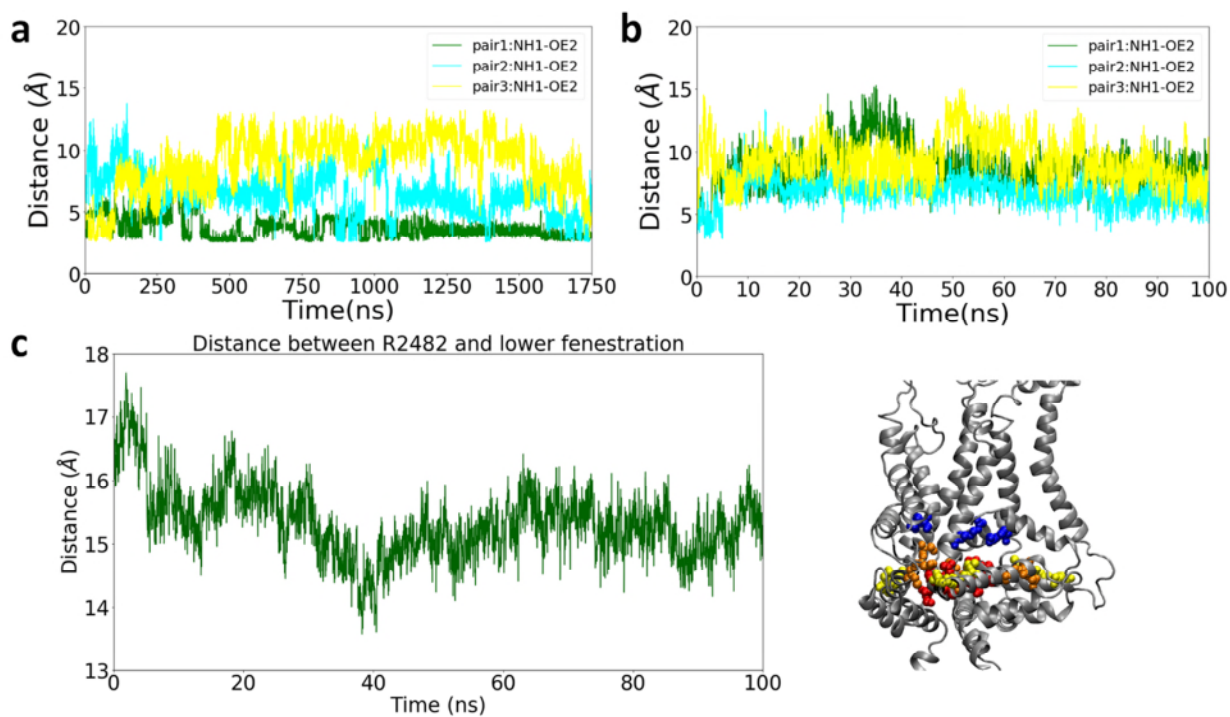 a
20
15
10
5
0
Distance (Å)
pair1:NH1-OE2
pair2:NH1-OE2
pair3:NH1-OE2
0 250 500 750 1000 1250 1500 1750
Time(ns)
b
20
15
10
5
0
Distance (Å)
pair1:NH1-OE2
pair2:NH1-OE2
pair3:NH1-OE2
0 10 20 30 40 50 60 70 80 90 100
Time(ns)
c
Distance between R2482 and lower fenestration
18
17
16
15
14
13
Distance (Å)
0 20 40 60 80 100
Time (ns)